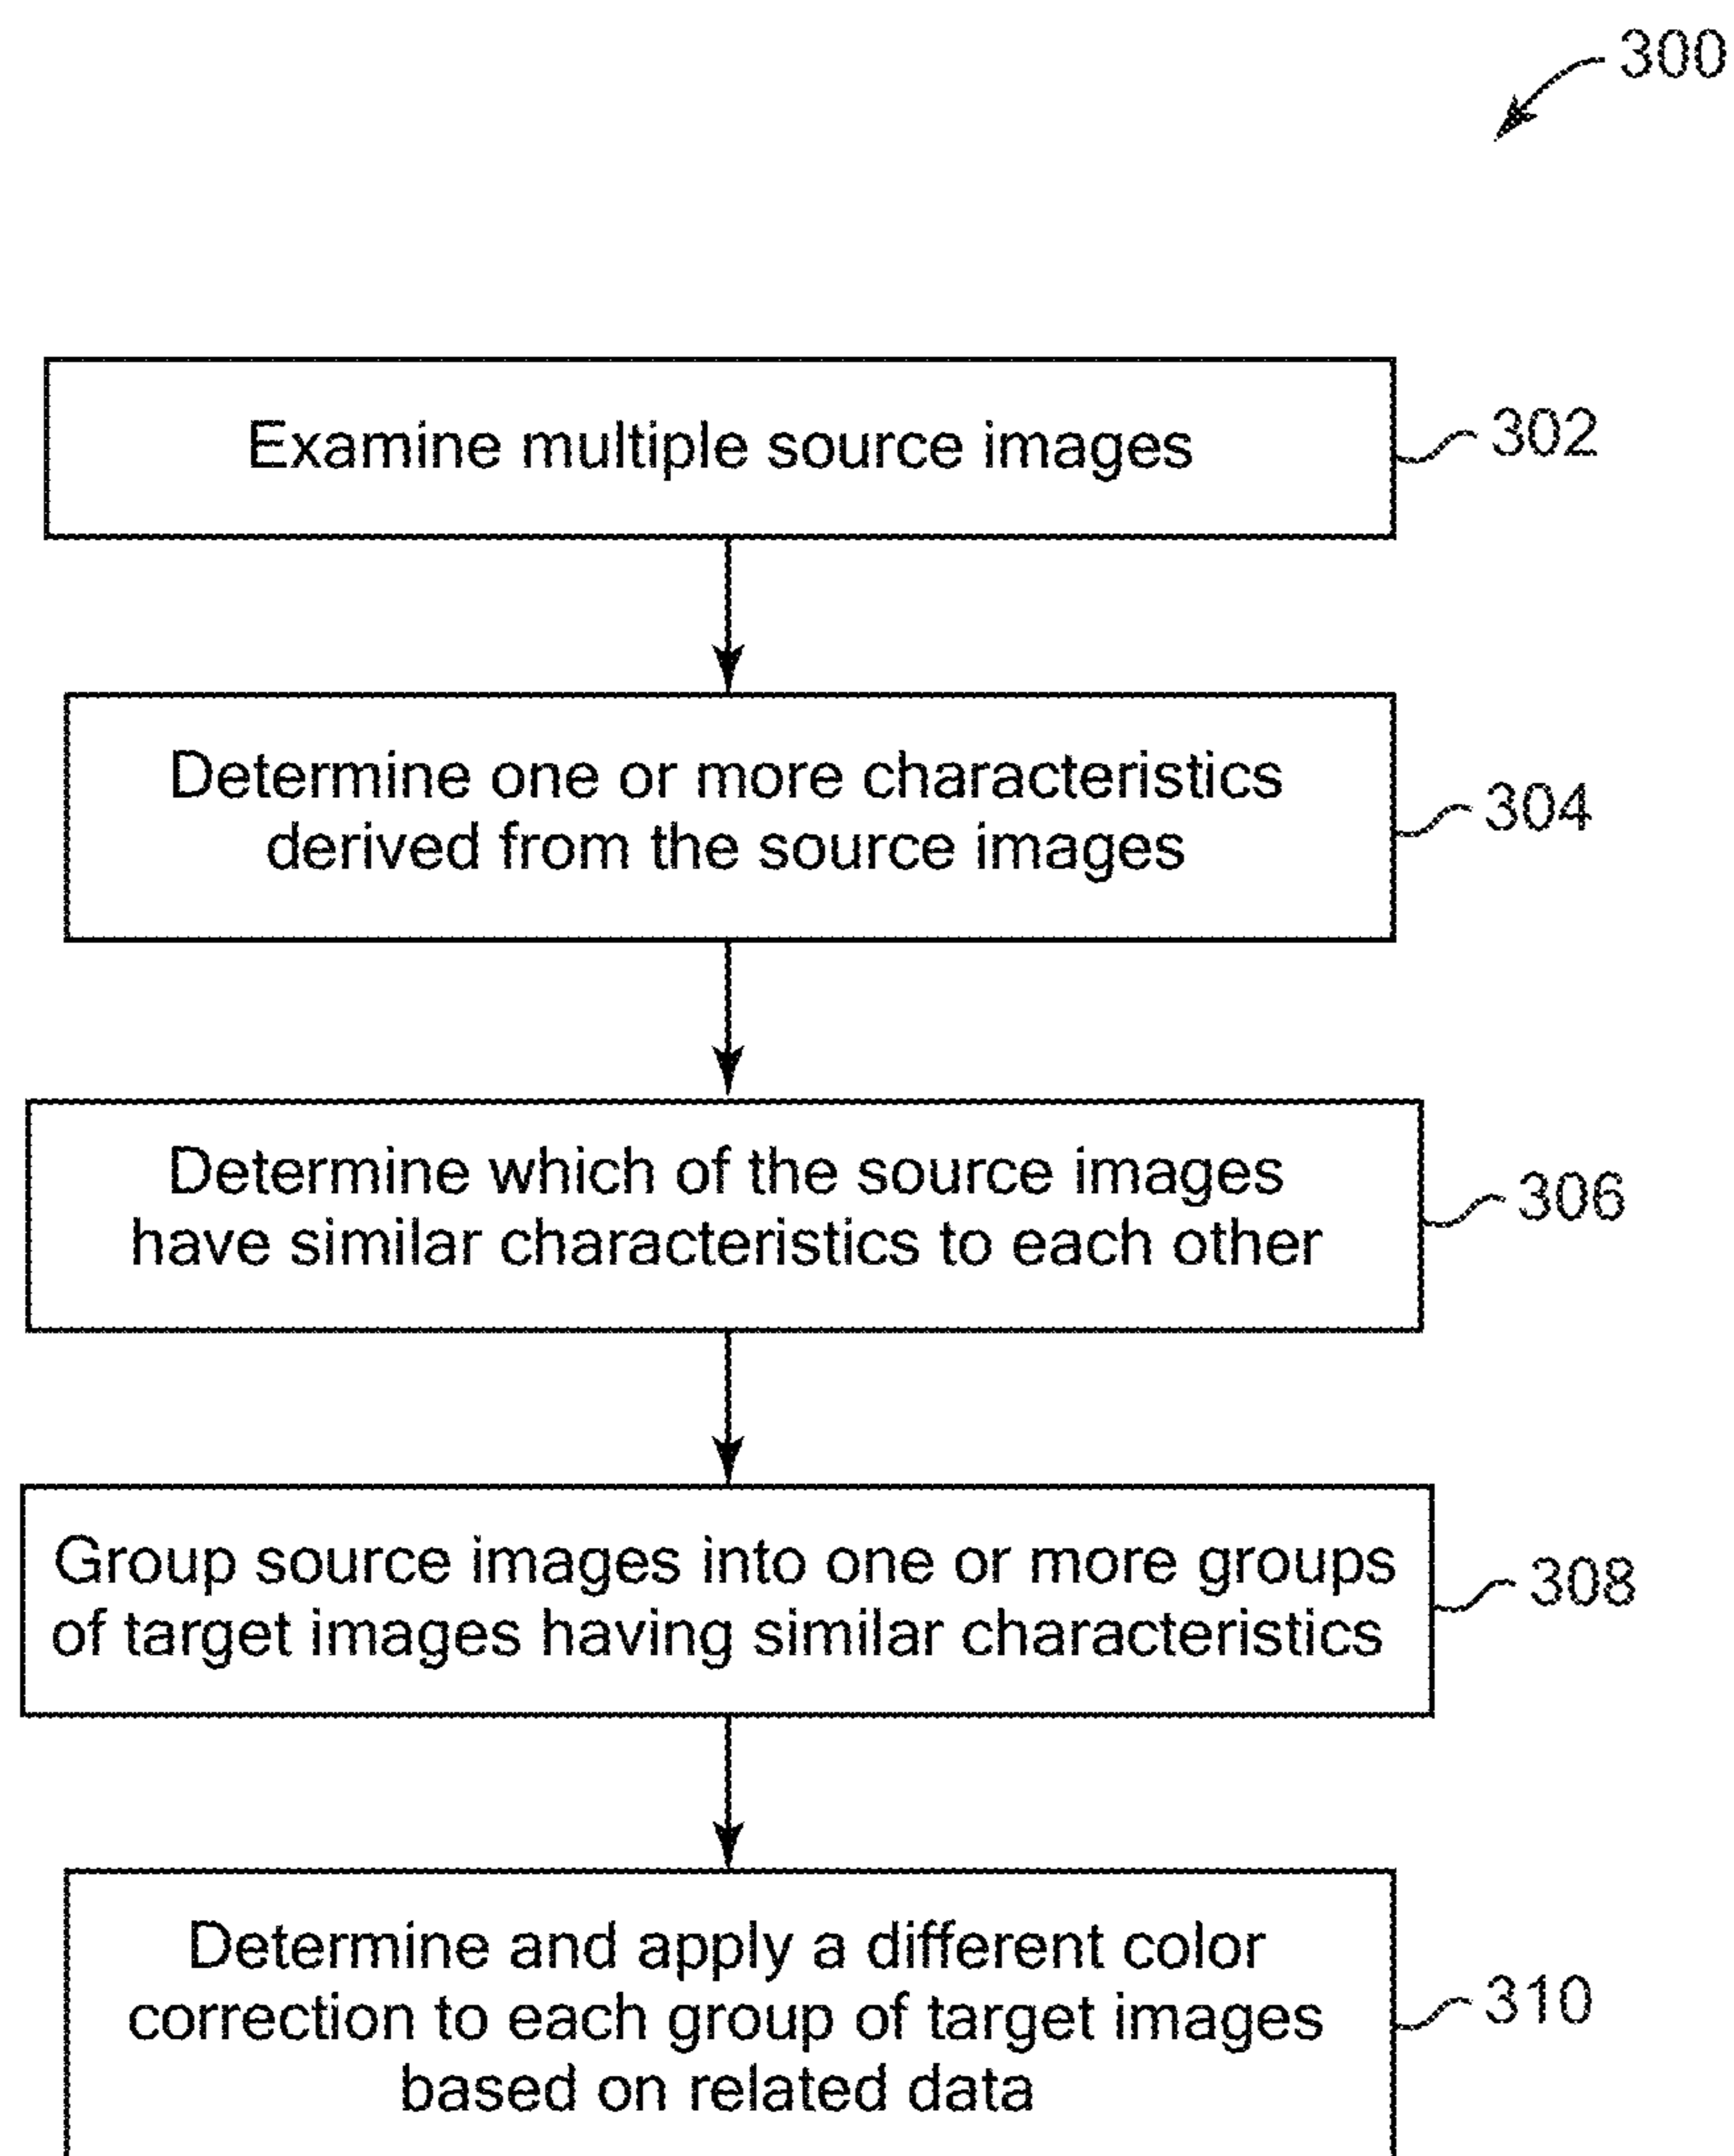 300
Examine multiple source images
302
Determine one or more characteristics
derived from the source images
304
Determine which of the source images
have similar characteristics to each other
306
Group source images into one or more groups
of target images having similar characteristics
308
Determine and apply a different color
correction to each group of target images
based on related data
310